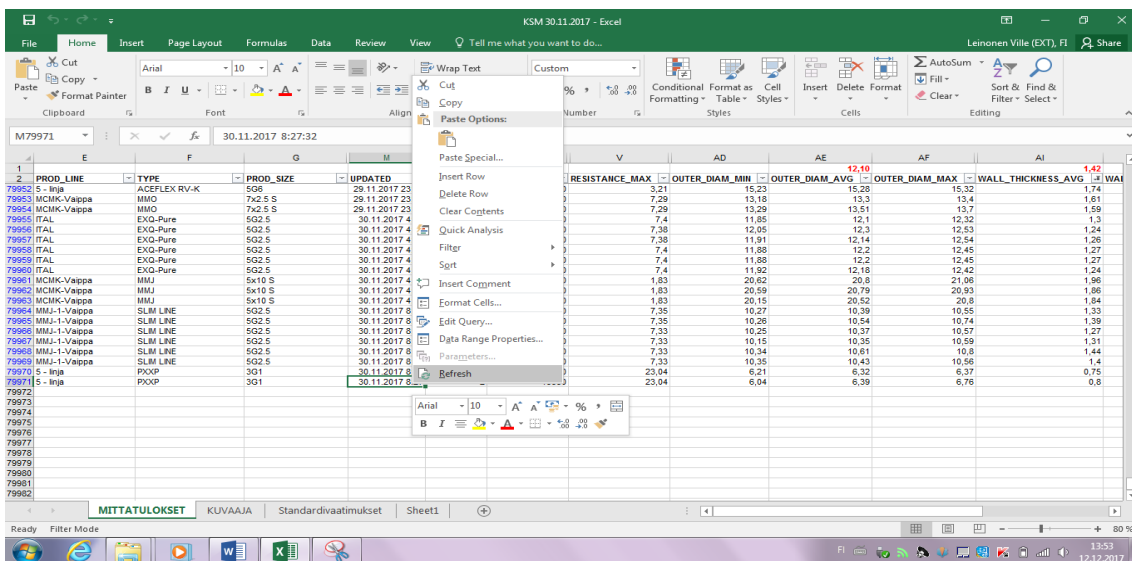 KSM 30.11.2017 - Excel
File Home Insert Page Layout Formulas Data Review View Tell me what you want to do... Leinonen Ville (EXT), FI Share
Cut
Copy
Format Painter
Paste
Clipboard
Arial 10
B I U
Font
Wrap Text
Align
Custom
% ,
Number
Conditional Formatting
Format as Table
Cell Styles
Styles
Insert Delete Format
Cells
AutoSum
Fill
Clear
Sort & Filter
Find & Select
Editing
M79971 fx 30.11.2017 8:27:32
E F G M V AD AE AF AI
1 12,10 1,42
2 PROD_LINE TYPE PROD_SIZE UPDATED RESISTANCE_MAX OUTER_DIAM_MIN OUTER_DIAM_AVG OUTER_DIAM_MAX WALL_THICKNESS_AVG WAL
79952 5 - linja ACEFLEX RV-K 5G6 29.11.2017 23 3,21 15,23 15,28 15,32 1,74
79953 MCMK-Vaippa MMO 7x2.5 S 29.11.2017 23 7,29 13,18 13,3 13,4 1,61
79954 MCMK-Vaippa MMO 7x2.5 S 29.11.2017 23 7,29 13,29 13,51 13,7 1,59
79955 ITAL EXQ-Pure 5G2.5 30.11.2017 4 7,4 11,85 12,1 12,32 1,3
79956 ITAL EXQ-Pure 5G2.5 30.11.2017 4 7,38 12,05 12,3 12,53 1,24
79957 ITAL EXQ-Pure 5G2.5 30.11.2017 4 7,38 11,91 12,14 12,54 1,26
79958 ITAL EXQ-Pure 5G2.5 30.11.2017 4 7,4 11,88 12,2 12,45 1,27
79959 ITAL EXQ-Pure 5G2.5 30.11.2017 4 7,4 11,88 12,2 12,45 1,27
79960 ITAL EXQ-Pure 5G2.5 30.11.2017 4 7,4 11,92 12,18 12,42 1,24
79961 MCMK-Vaippa MMJ 5x10 S 30.11.2017 4 1,83 20,62 20,8 21,06 1,96
79962 MCMK-Vaippa MMJ 5x10 S 30.11.2017 4 1,83 20,59 20,79 20,93 1,86
79963 MCMK-Vaippa MMJ 5x10 S 30.11.2017 4 1,83 20,15 20,52 20,8 1,84
79964 MMJ-1-Vaippa SLIM LINE 5G2.5 30.11.2017 8 7,35 10,27 10,39 10,55 1,33
79965 MMJ-1-Vaippa SLIM LINE 5G2.5 30.11.2017 8 7,35 10,26 10,54 10,74 1,39
79966 MMJ-1-Vaippa SLIM LINE 5G2.5 30.11.2017 8 7,33 10,25 10,37 10,57 1,27
79967 MMJ-1-Vaippa SLIM LINE 5G2.5 30.11.2017 8 7,33 10,15 10,35 10,59 1,31
79968 MMJ-1-Vaippa SLIM LINE 5G2.5 30.11.2017 8 7,33 10,34 10,61 10,8 1,44
79969 MMJ-1-Vaippa SLIM LINE 5G2.5 30.11.2017 8 7,33 10,35 10,43 10,56 1,4
79970 5 - linja PXXP 3G1 30.11.2017 8 23,04 6,21 6,32 6,37 0,75
79971 5 - linja PXXP 3G1 30.11.2017 8:2 23,04 6,04 6,39 6,76 0,8
79972
79973
79974
79975
79976
79977
79978
79979
79980
79981
79982
Cut
Copy
Paste Options:
Paste Special...
Insert Row
Delete Row
Clear Contents
Quick Analysis
Filter
Sort
Insert Comment
Format Cells...
Edit Query...
Data Range Properties...
Parameters...
Refresh
Arial 10 A A % ,
B I A
MITTATULOKSET KUVAAJA Standardivaatimukset Sheet1
Ready Filter Mode 80 %
FI 13:53
12.12.2017